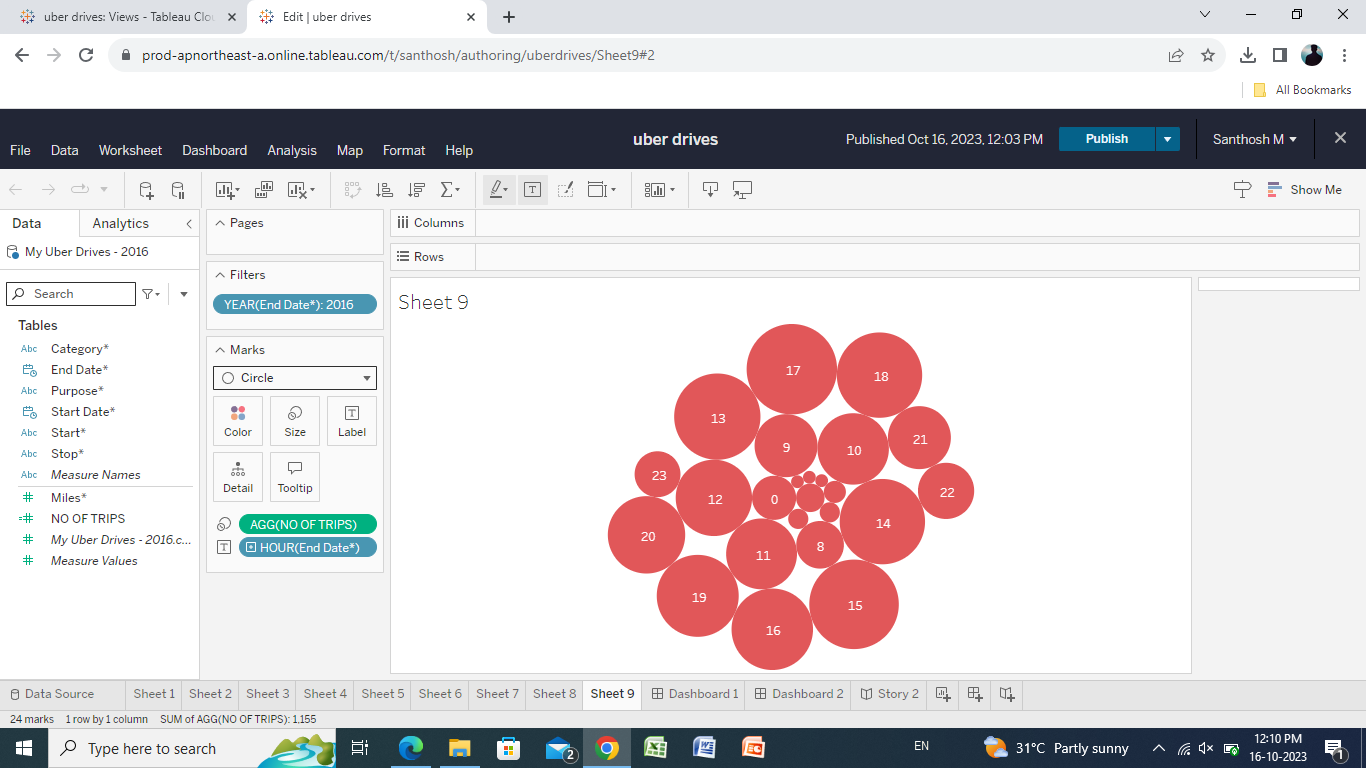 uber drives: Views - Tableau Clou
Edit | uber drives
prod-apnortheast-a.online.tableau.com/t/santhosh/authoring/uberdrives/Sheet9#2
All Bookmarks
uber drives
Published Oct 16, 2023, 12:03 PM
Publish
Santhosh M
File Data Worksheet Dashboard Analysis Map Format Help
Show Me
Data Analytics
My Uber Drives - 2016
Search
Tables
Abc Category*
End Date*
Abc Purpose*
Start Date*
Abc Start*
Abc Stop*
Abc Measure Names
Miles*
NO OF TRIPS
My Uber Drives - 2016.c...
Measure Values
Pages
Filters
YEAR(End Date*): 2016
Marks
Circle
Color Size Label
Detail Tooltip
AGG(NO OF TRIPS)
HOUR(End Date*)
Columns
Rows
Sheet 9
17
18
13
21
9
10
23
22
12
0
14
20
8
11
19
15
16
Data Source Sheet 1 Sheet 2 Sheet 3 Sheet 4 Sheet 5 Sheet 6 Sheet 7 Sheet 8 Sheet 9 Dashboard 1 Dashboard 2 Story 2
24 marks 1 row by 1 column SUM of AGG(NO OF TRIPS): 1,155
Type here to search
2
EN
31°C Partly sunny
12:10 PM
16-10-2023
1